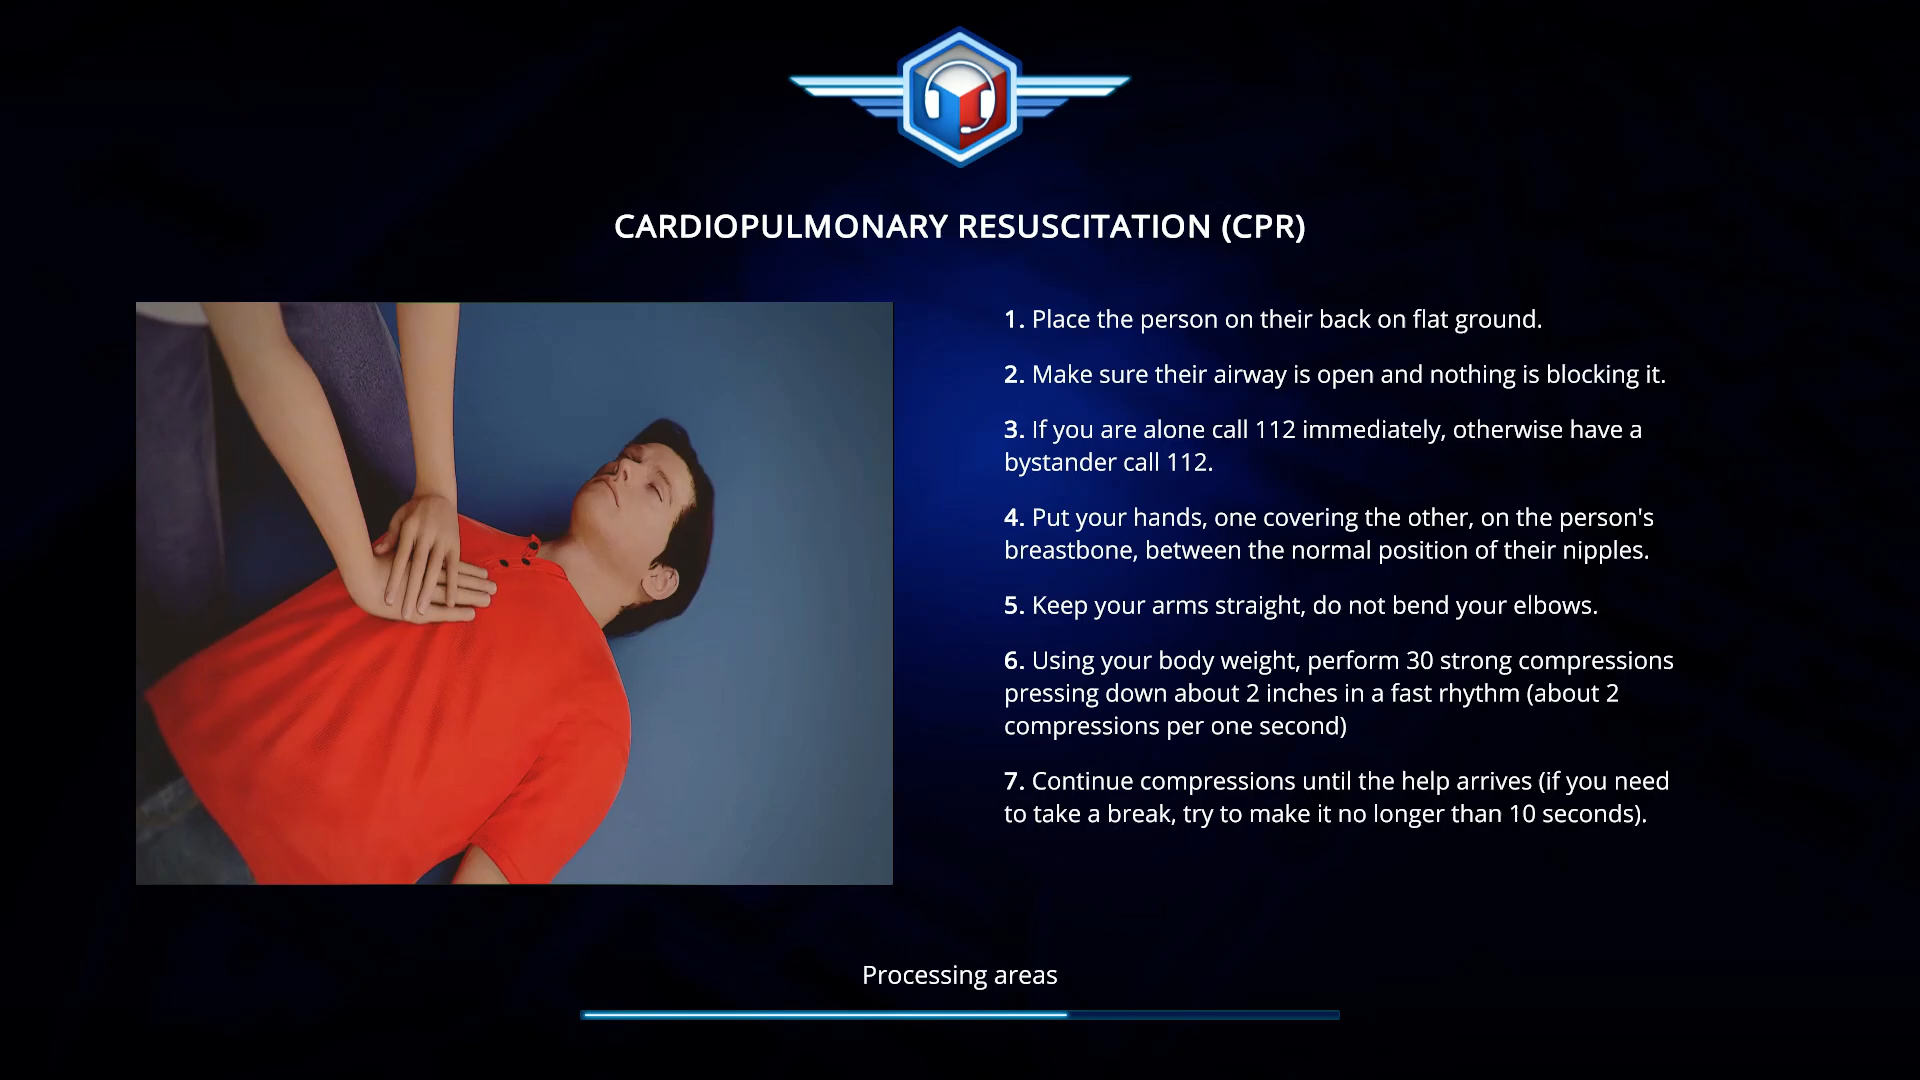 CARDIOPULMONARY RESUSCITATION (CPR)
1. Place the person on their back on flat ground.
2. Make sure their airway is open and nothing is blocking it.
3. If you are alone call 112 immediately, otherwise have a
bystander call 112.
4. Put your hands, one covering the other, on the person's
breastbone, between the normal position of their nipples.
5. Keep your arms straight, do not bend your elbows.
6. Using your body weight, perform 30 strong compressions
pressing down about 2 inches in a fast rhythm (about 2
compressions per one second)
7. Continue compressions until the help arrives (if you need
to take a break, try to make it no longer than 10 seconds).
Processing areas